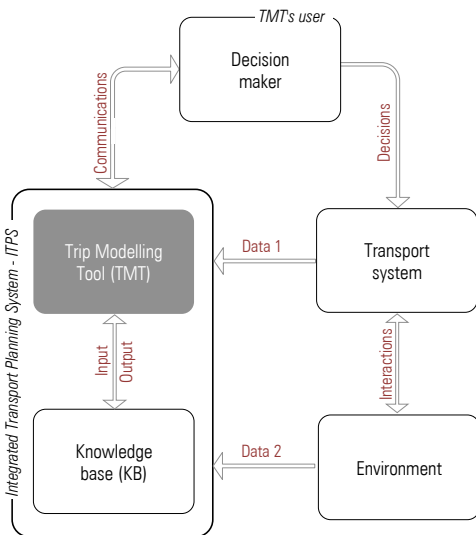 TMT's user
Decision
maker
Communications
Decisions
Integrated Transport Planning System - ITPS
Trip Modelling
Tool (TMT)
Data 1
Transport
system
Input
Output
Interactions
Knowledge
base (KB)
Data 2
Environment